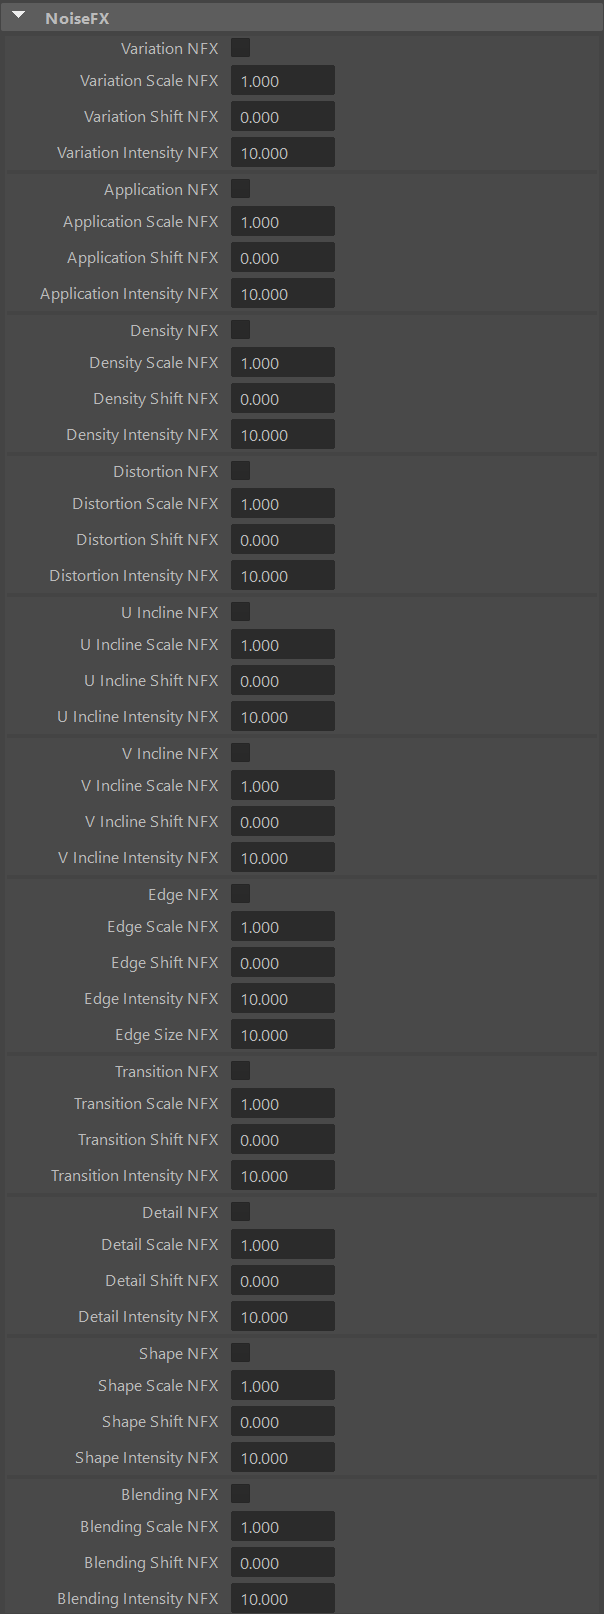 NoiseFX
Variation NFX
Variation Scale NFX 1.000
Variation Shift NFX 0.000
Variation Intensity NFX 10.000
Application NFX
Application Scale NFX 1.000
Application Shift NFX 0.000
Application Intensity NFX 10.000
Density NFX
Density Scale NFX 1.000
Density Shift NFX 0.000
Density Intensity NFX 10.000
Distortion NFX
Distortion Scale NFX 1.000
Distortion Shift NFX 0.000
Distortion Intensity NFX 10.000
U Incline NFX
U Incline Scale NFX 1.000
U Incline Shift NFX 0.000
U Incline Intensity NFX 10.000
V Incline NFX
V Incline Scale NFX 1.000
V Incline Shift NFX 0.000
V Incline Intensity NFX 10.000
Edge NFX
Edge Scale NFX 1.000
Edge Shift NFX 0.000
Edge Intensity NFX 10.000
Edge Size NFX 10.000
Transition NFX
Transition Scale NFX 1.000
Transition Shift NFX 0.000
Transition Intensity NFX 10.000
Detail NFX
Detail Scale NFX 1.000
Detail Shift NFX 0.000
Detail Intensity NFX 10.000
Shape NFX
Shape Scale NFX 1.000
Shape Shift NFX 0.000
Shape Intensity NFX 10.000
Blending NFX
Blending Scale NFX 1.000
Blending Shift NFX 0.000
Blending Intensity NFX 10.000